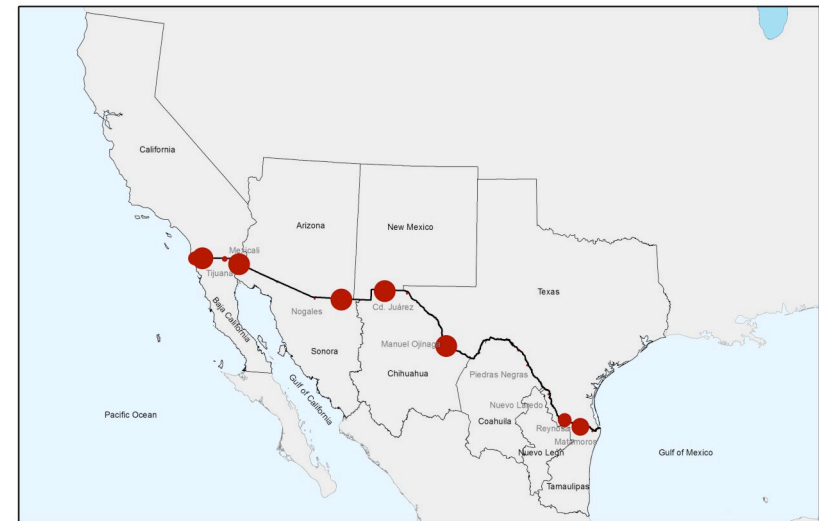 California
Arizona
New Mexico
Texas
Mexicali
Tijuana
Baja California
Nogales
Sonora
Gulf of California
Cd. Juárez
Manuel Ojinaga
Chihuahua
Piedras Negras
Nuevo Laredo
Coahuila
Reynosa
Matamoros
Nuevo León
Tamaulipas
Pacific Ocean
Gulf of Mexico